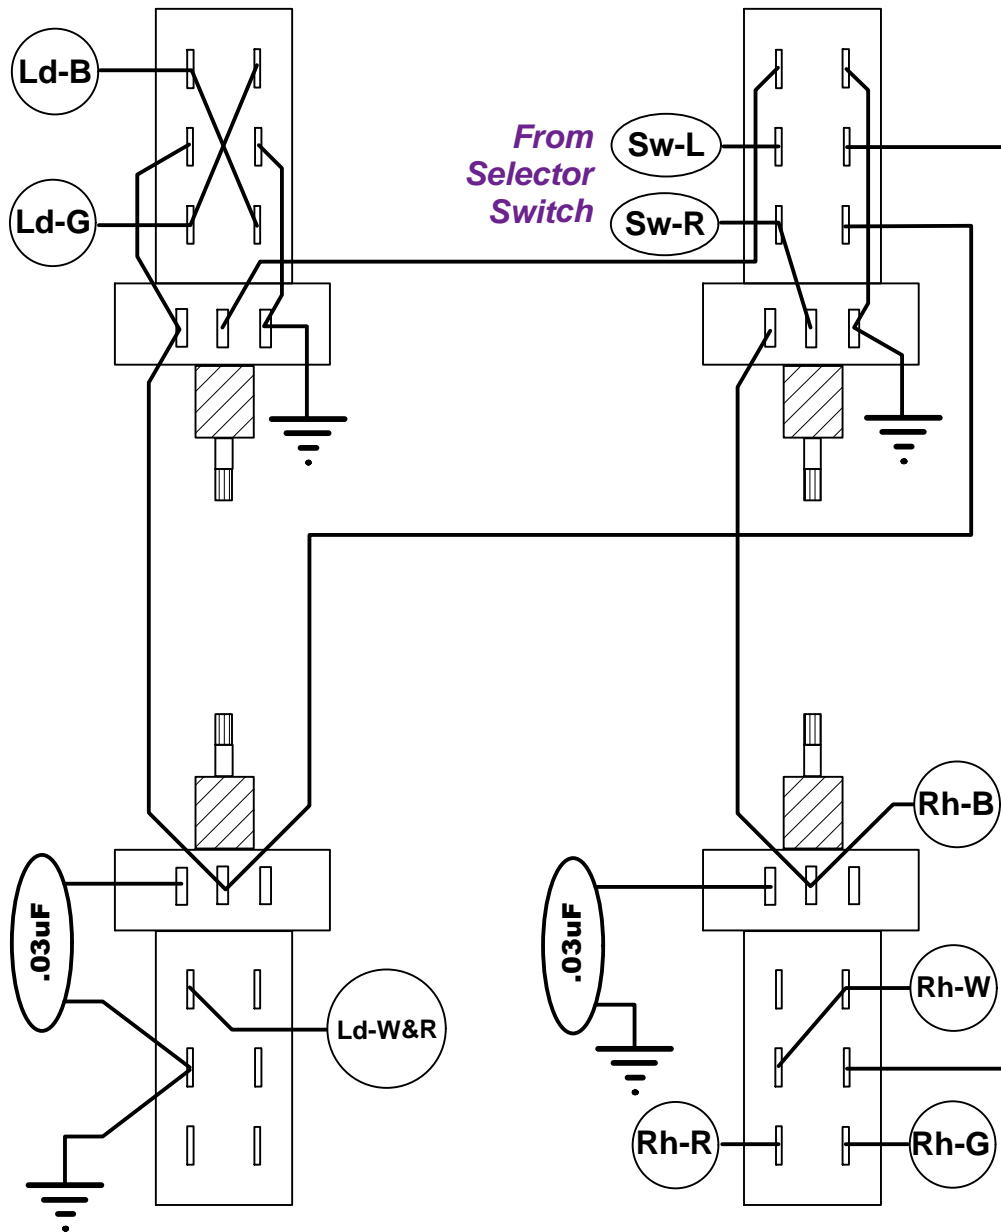 Ld-B
From
Selector
Switch
Sw-L
Ld-G
Sw-R
Rh-B
.03uF
.03uF
Rh-W
Ld-W&R
Rh-R
Rh-G